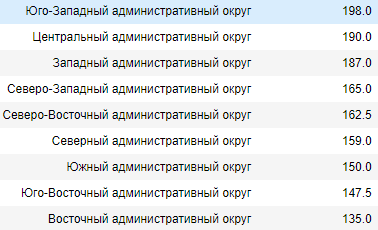 Юго-Западный административный округ 198.0
Центральный административный округ 190.0
Западный административный округ 187.0
Северо-Западный административный округ 165.0
Северо-Восточный административный округ 162.5
Северный административный округ 159.0
Южный административный округ 150.0
Юго-Восточный административный округ 147.5
Восточный административный округ 135.0